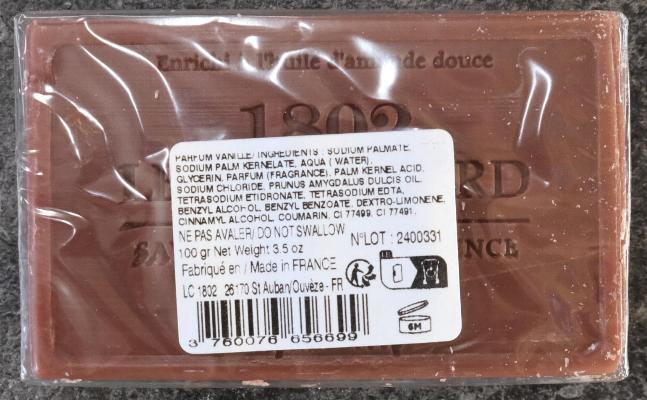 Enrichi à l'huile d'amande douce
1802
PARFUM VANILLE/ INGREDIENTS : SODIUM PALMATE,
SODIUM PALM KERNELATE, AQUA ( WATER),
GLYCERIN, PARFUM (FRAGRANCE), PALM KERNEL ACID,
SODIUM CHLORIDE, PRUNUS AMYGDALUS DULCIS OIL,
TETRASODIUM ETIDRONATE, TETRASODIUM EDTA,
BENZYL ALCOHOL, BENZYL BENZOATE, DEXTRO-LIMONENE,
CINNAMYL ALCOHOL, COUMARIN, CI 77499, CI 77491.
NE PAS AVALER/ DO NOT SWALLOW
100 gr Net Weight 3.5 oz
N°LOT : 2400331
Fabriqué en / Made in FRANCE
LC 1802 26170 St Auban/Ouvèze - FR
6M
3 760076 656699